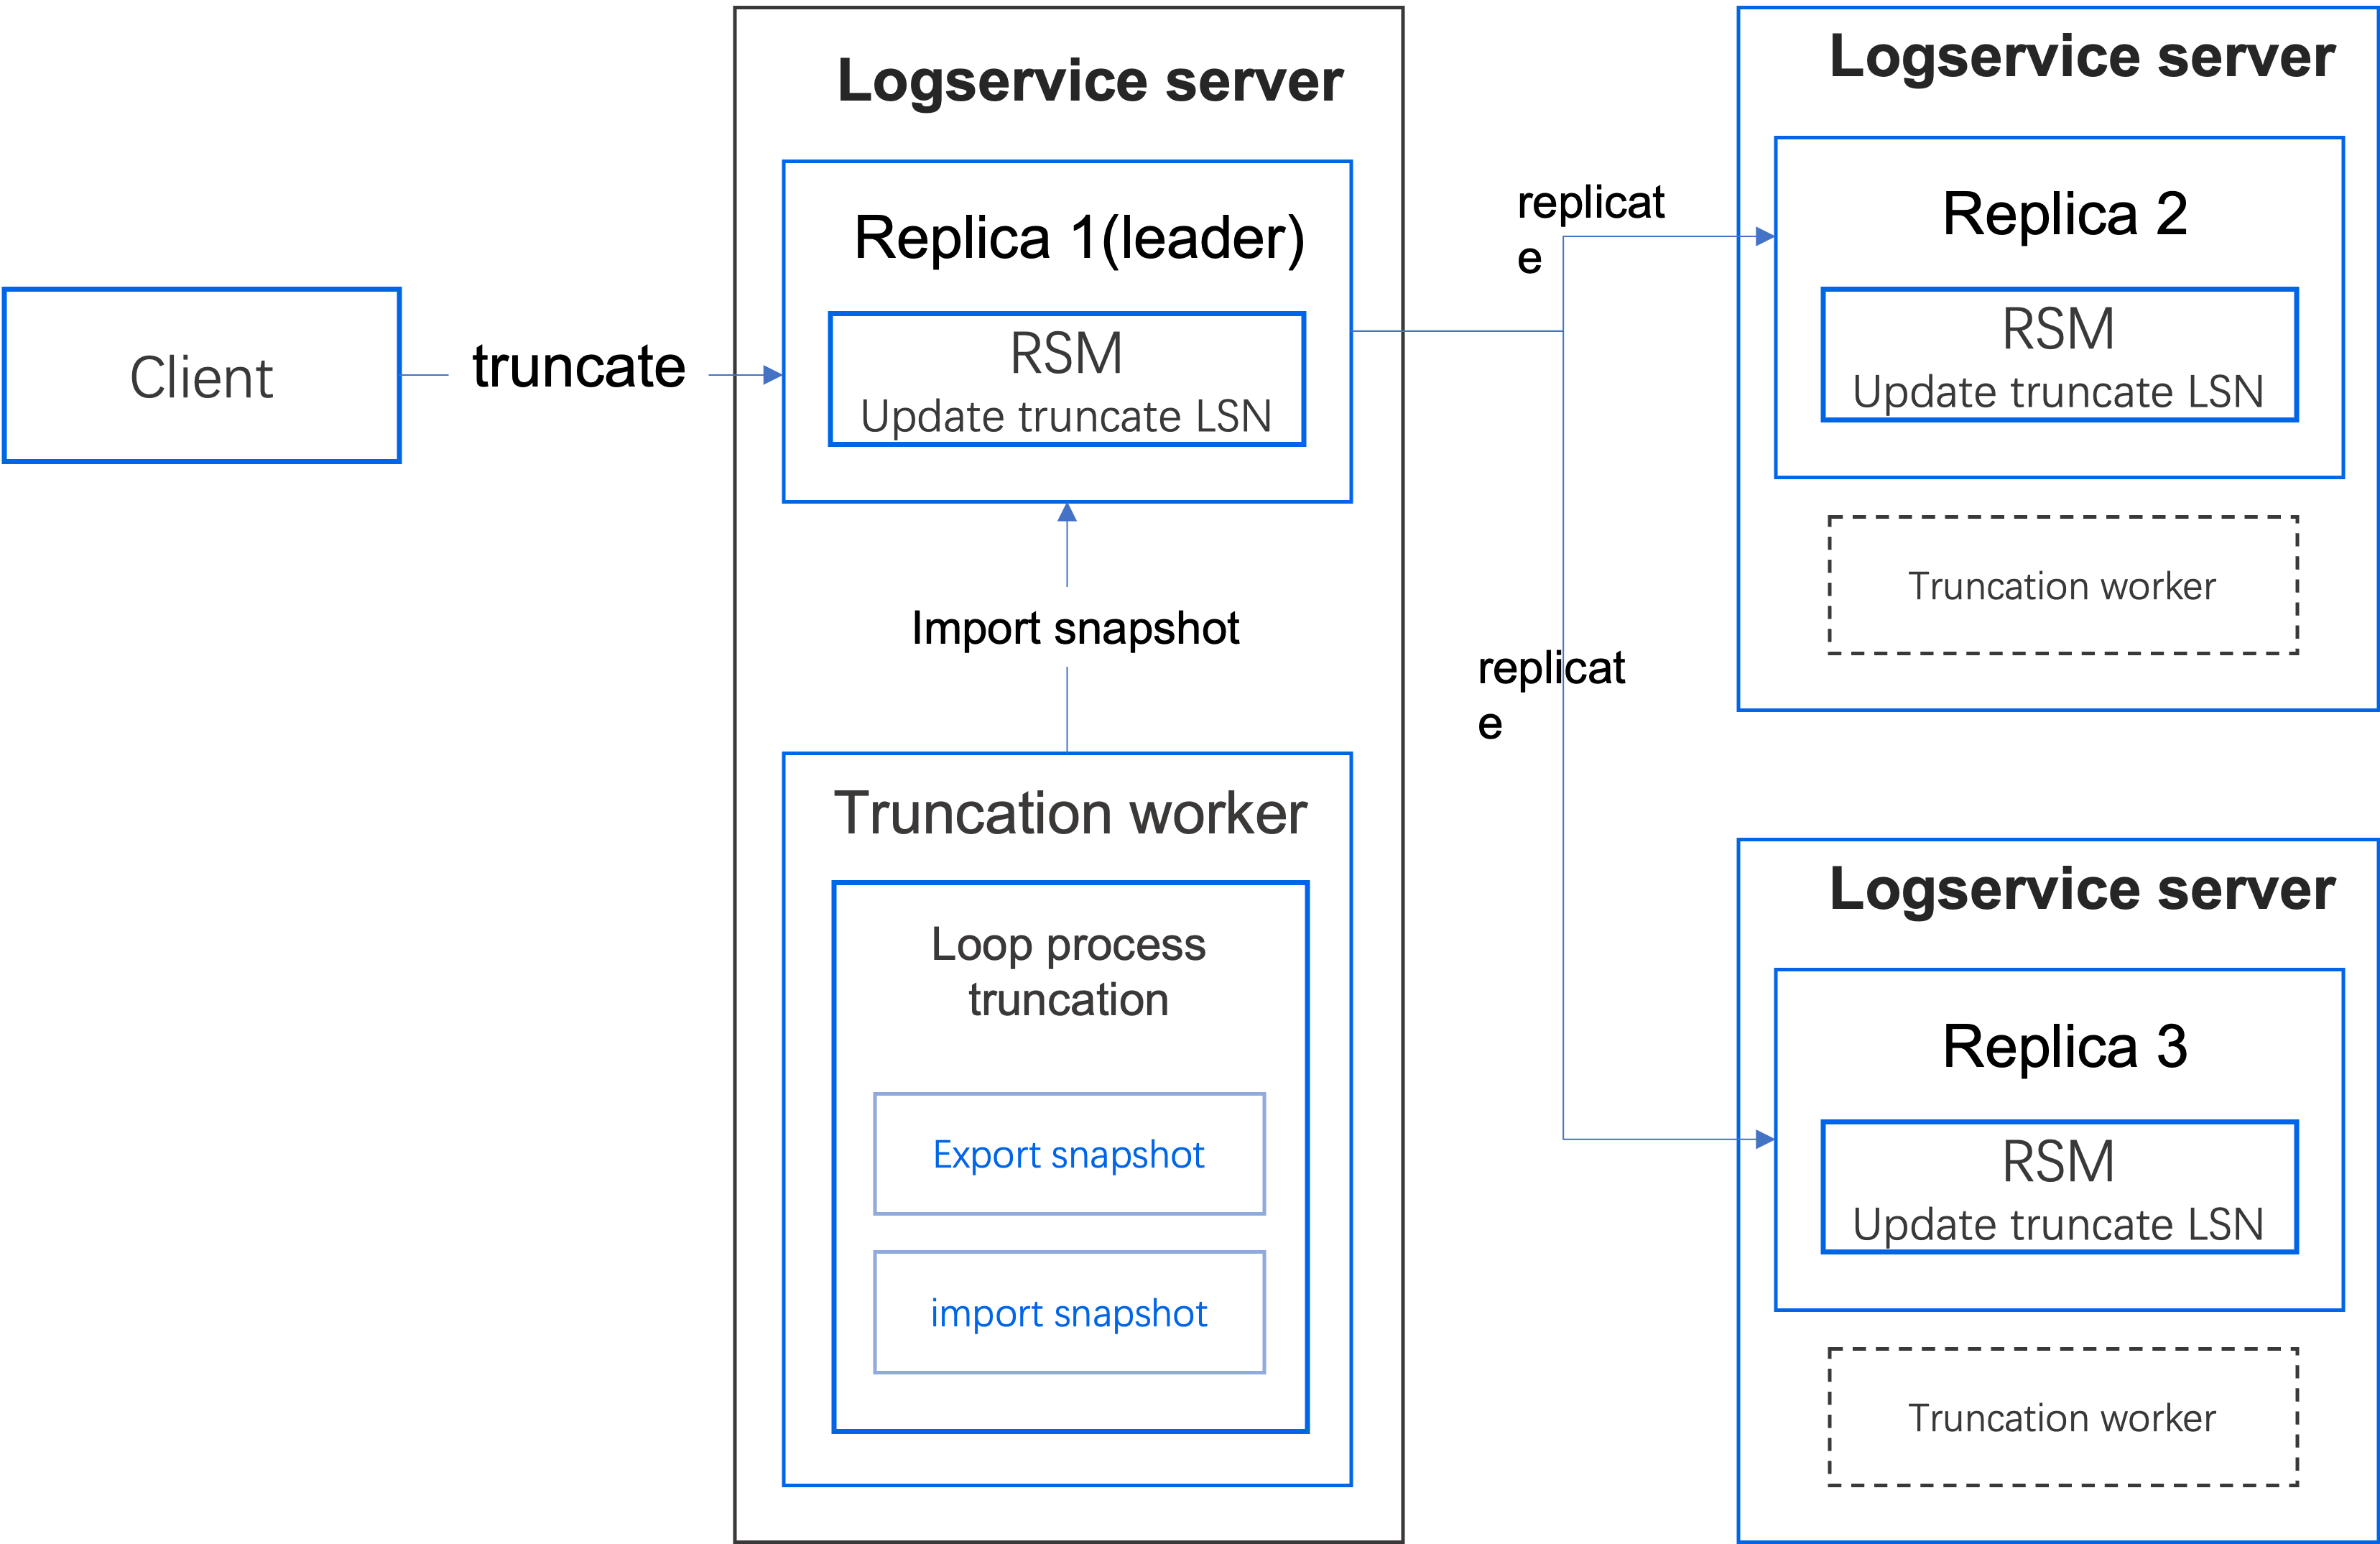 Client
truncate
Logservice server
Replica 1(leader)
RSM
Update truncate LSN
Import snapshot
Truncation worker
Loop process
truncation
Export snapshot
import snapshot
replicat
e
replicat
e
Logservice server
Replica 2
RSM
Update truncate LSN
Truncation worker
Logservice server
Replica 3
RSM
Update truncate LSN
Truncation worker